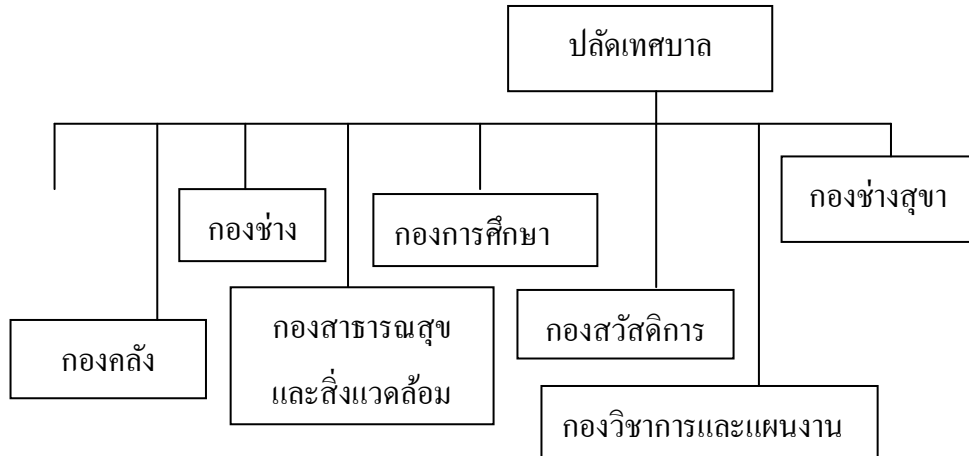 ปลัดเทศบาล
กองช่างสุขา
กองช่าง
กองการศึกษา
กองสาธารณสุข
และสิ่งแวดล้อม
กองสวัสดิการ
กองคลัง
กองวิชาการและแผนงาน